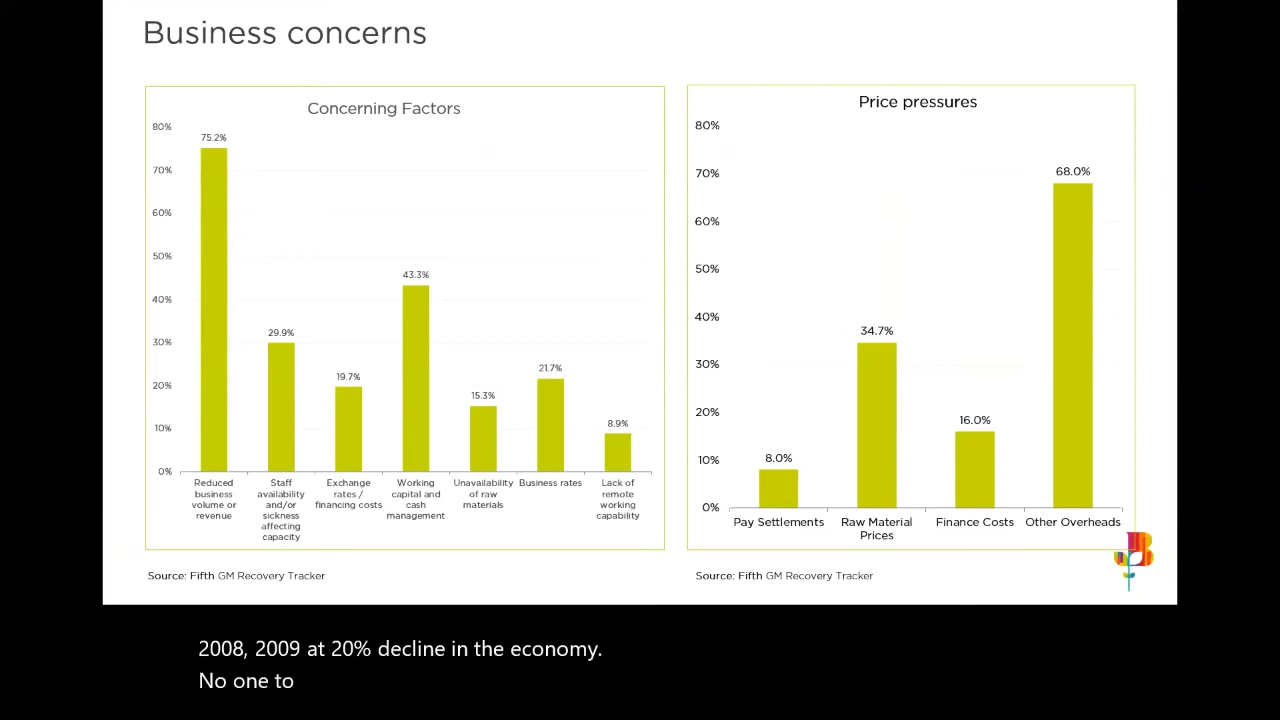 Business concerns
Concerning Factors
80%
70%
60%
50%
40%
30%
20%
10%
0%
75.2%
29.9%
19.7%
43.3%
15.3%
21.7%
8.9%
Reduced
business
volume or
revenue
Staff
availability
and/or
sickness
affecting
capacity
Exchange
rates /
financing costs
Working
capital and
cash
management
Unavailability
of raw
materials
Business rates
Lack of
remote
working
capability
Source: Fifth GM Recovery Tracker
Price pressures
80%
70%
60%
50%
40%
30%
20%
10%
0%
8.0%
34.7%
16.0%
68.0%
Pay Settlements
Raw Material
Prices
Finance Costs
Other Overheads
Source: Fifth GM Recovery Tracker
2008, 2009 at 20% decline in the economy.
No one to